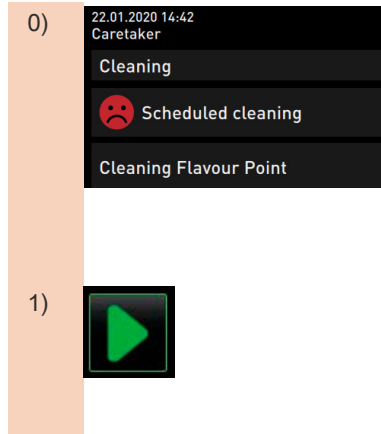 0)
22.01.2020 14:42
Caretaker
Cleaning
Scheduled cleaning
Cleaning Flavour Point
1)